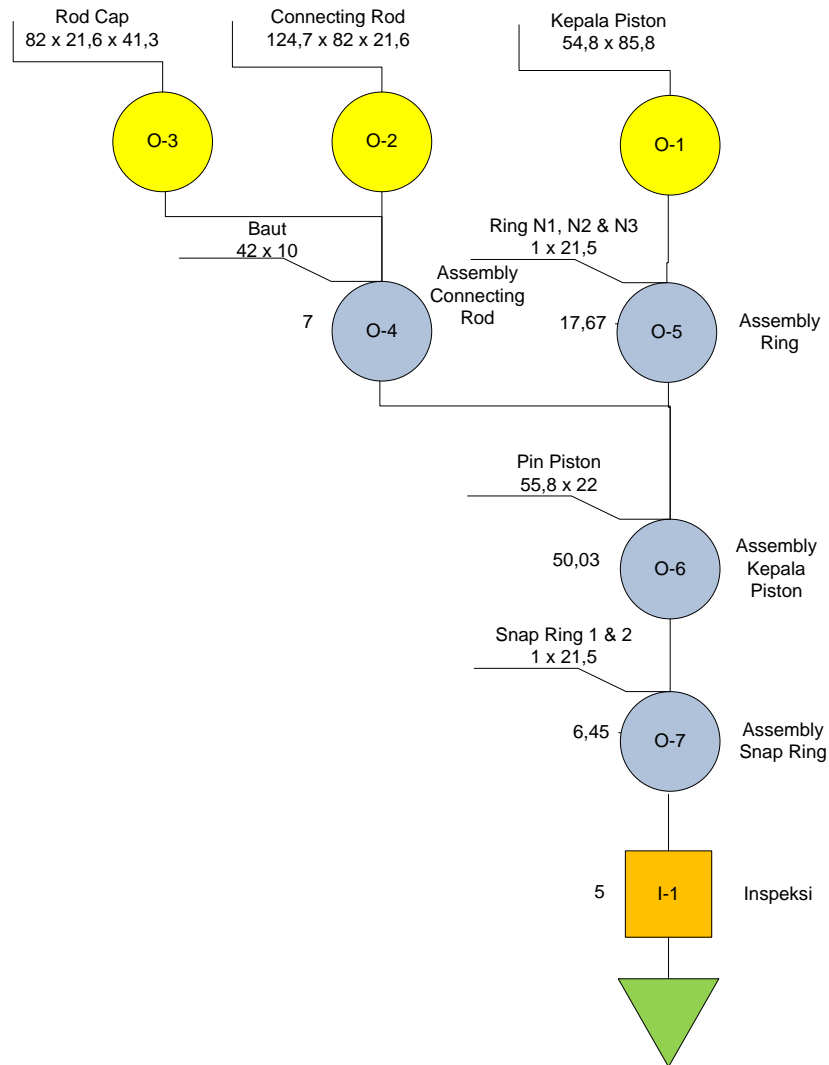 Rod Cap
82 x 21,6 x 41,3
Connecting Rod
124,7 x 82 x 21,6
Kepala Piston
54,8 x 85,8
O-3
O-2
O-1
Baut
42 x 10
Ring N1, N2 & N3
1 x 21,5
Assembly
Connecting
Rod
7
O-4
17,67
O-5
Assembly
Ring
Pin Piston
55,8 x 22
50,03
O-6
Assembly
Kepala
Piston
Snap Ring 1 & 2
1 x 21,5
6,45
O-7
Assembly
Snap Ring
5
I-1
Inspeksi